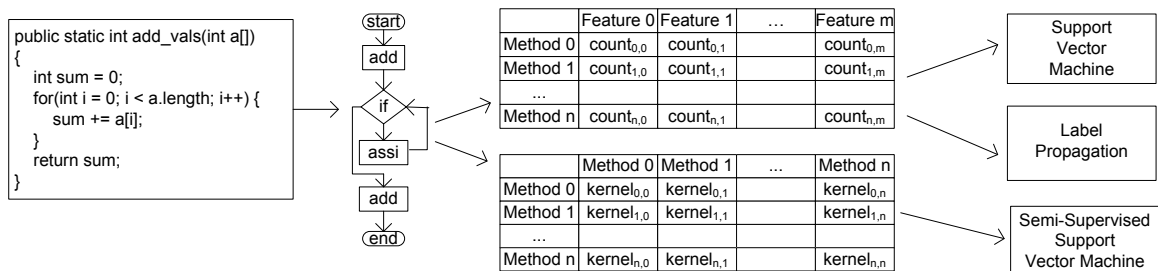 public static int add_vals(int a[])
{
int sum = 0;
for(int i = 0; i < a.length; i++) {
sum += a[i];
}
return sum;
}
start
add
if
assi
add
end
Feature 0 Feature 1 ... Feature m
Method 0 count0,0 count0,1 count0,m
Method 1 count1,0 count1,1 count1,m
...
Method n countn,0 countn,1 countn,m
Method 0 Method 1 ... Method n
Method 0 kernel0,0 kernel0,1 kernel0,n
Method 1 kernel1,0 kernel1,1 kernel1,n
...
Method n kerneln,0 kerneln,1 kerneln,n
Support
Vector
Machine
Label
Propagation
Semi-Supervised
Support
Vector Machine